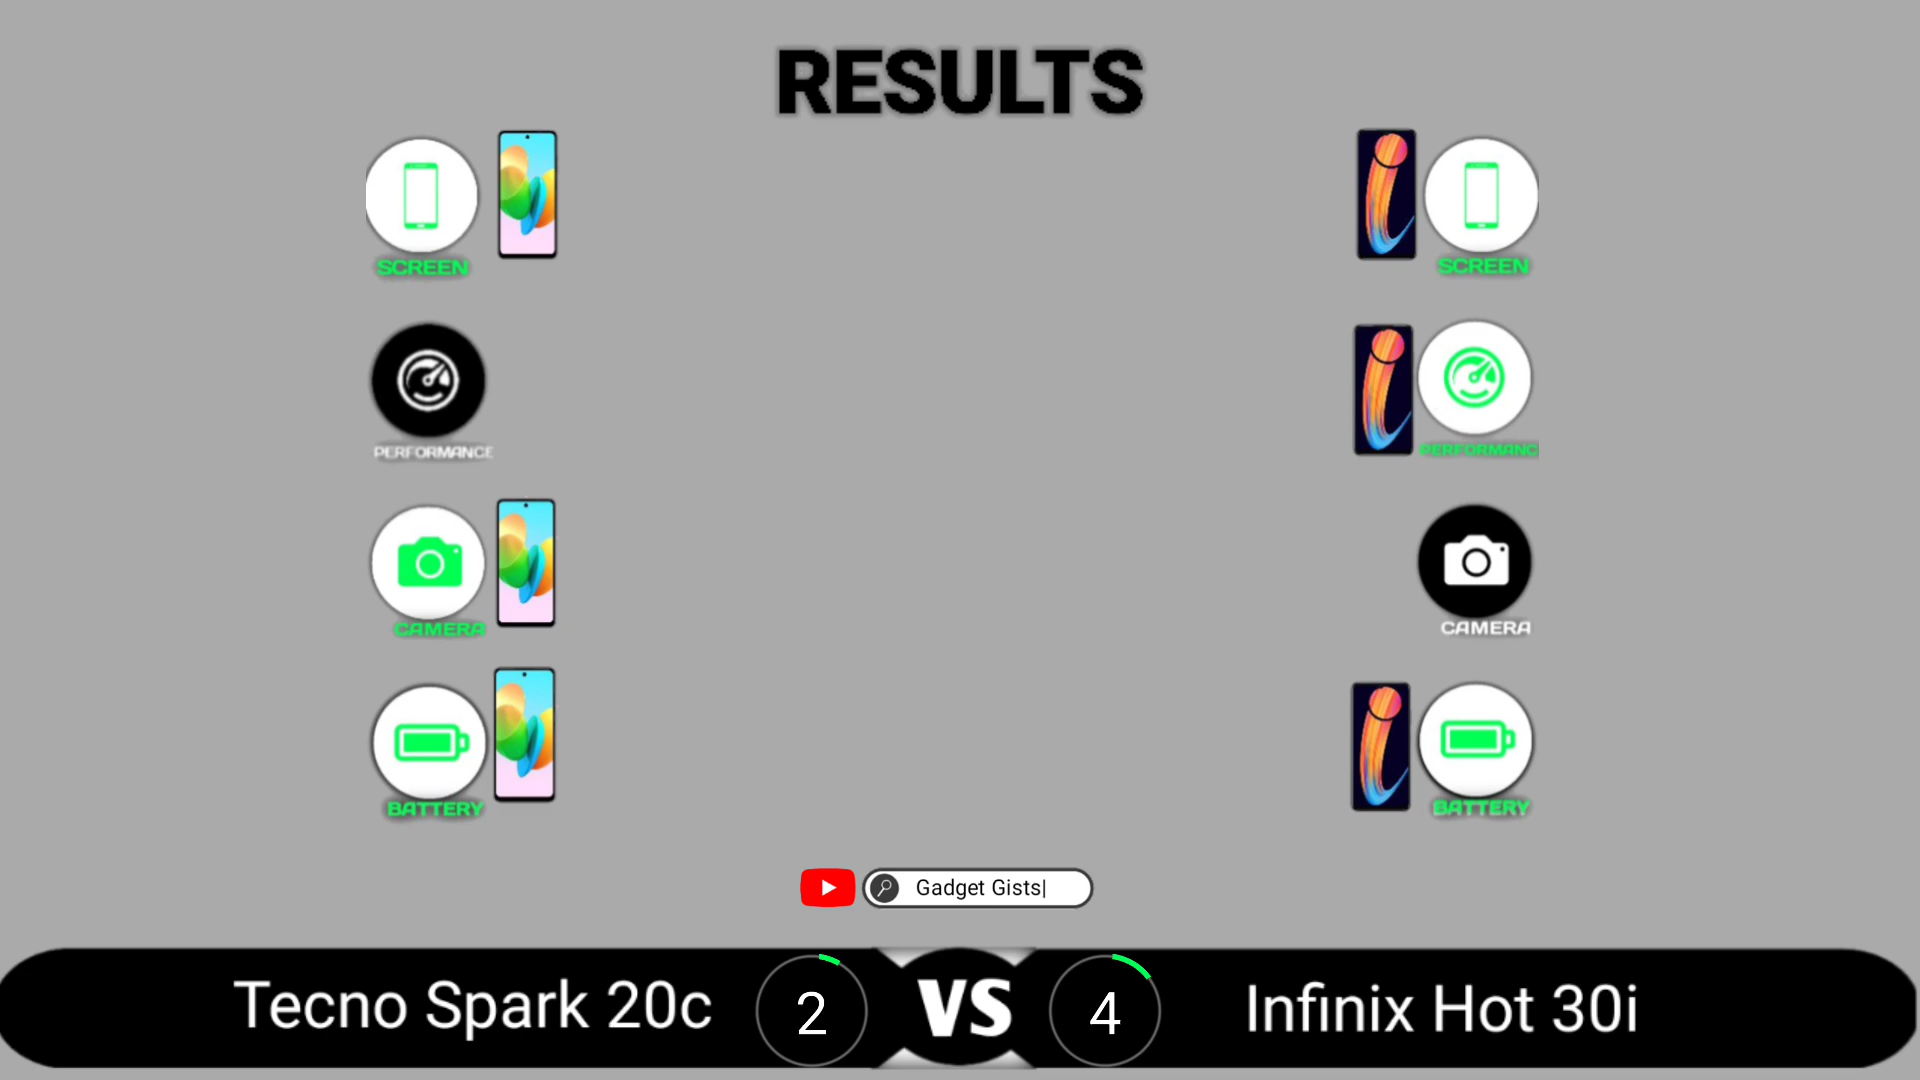 RESULTS
SCREEN
SCREEN
PERFORMANCE
PERFORMANC
CAMERA
CAMERA
BATTERY
BATTERY
Gadget Gists|
Tecno Spark 20c 2 VS 4 Infinix Hot 30i